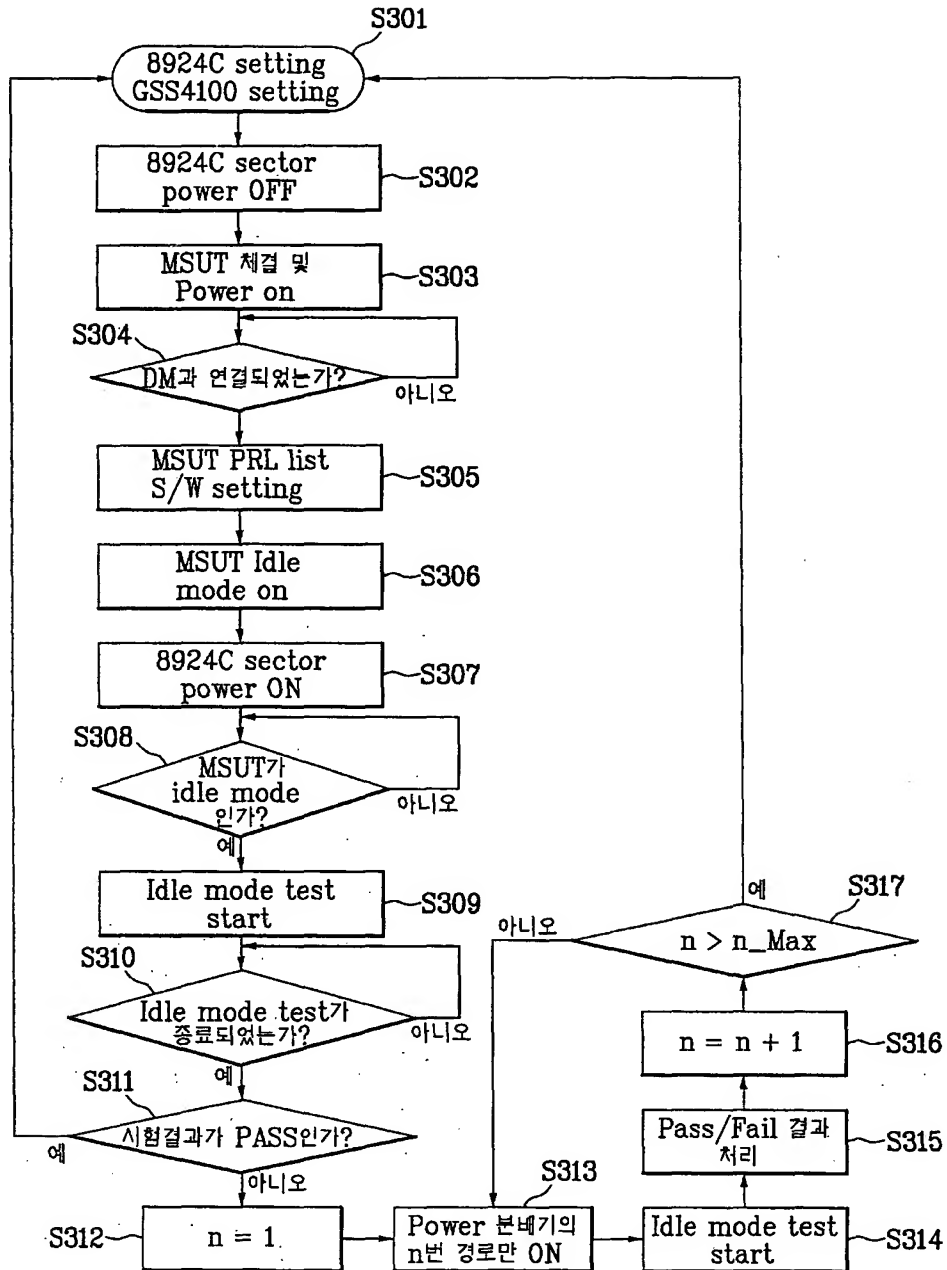 S301
8924C setting
GSS4100 setting
8924C sector
power OFF
S302
MSUT 체결 및
Power on
S303
S304
DM과 연결되었는가?
아니오
MSUT PRL list
S/W setting
S305
MSUT Idle
mode on
S306
8924C sector
power ON
S307
S308
MSUT가
idle mode
인가?
아니오
예
Idle mode test
start
S309
S310
Idle mode test가
종료되었는가?
아니오
예
S311
시험결과가 PASS인가?
예
아니오
S312
n = 1
S313
Power 분배기의
n번 경로만 ON
Idle mode test
start
S314
Pass/Fail 결과
처리
S315
n = n + 1
S316
S317
n > n_Max
예
아니오